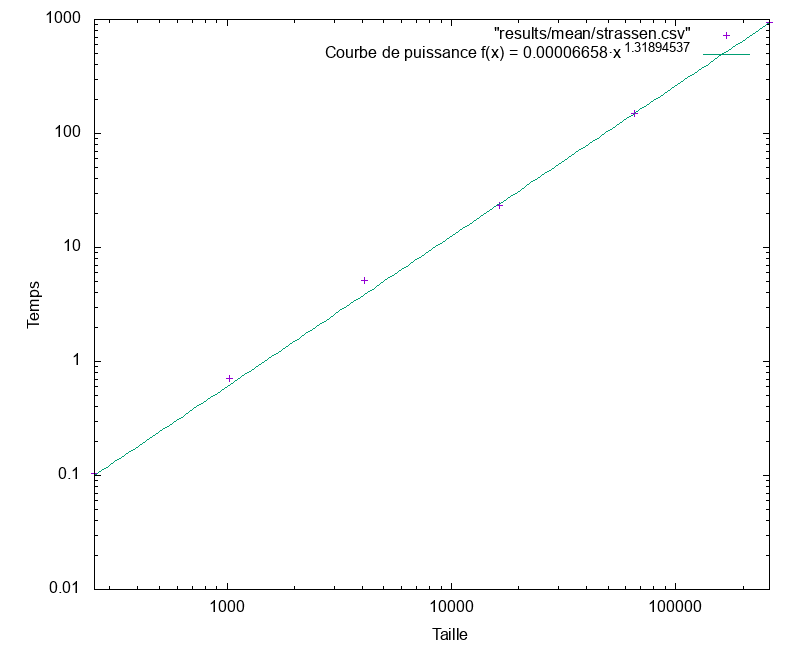 1000
"results/mean/strassen.csv"
Courbe de puissance f(x) = 0.00006658·x 1.31894537
100
10
Temps
1
0.1
0.01
1000 10000 100000
Taille